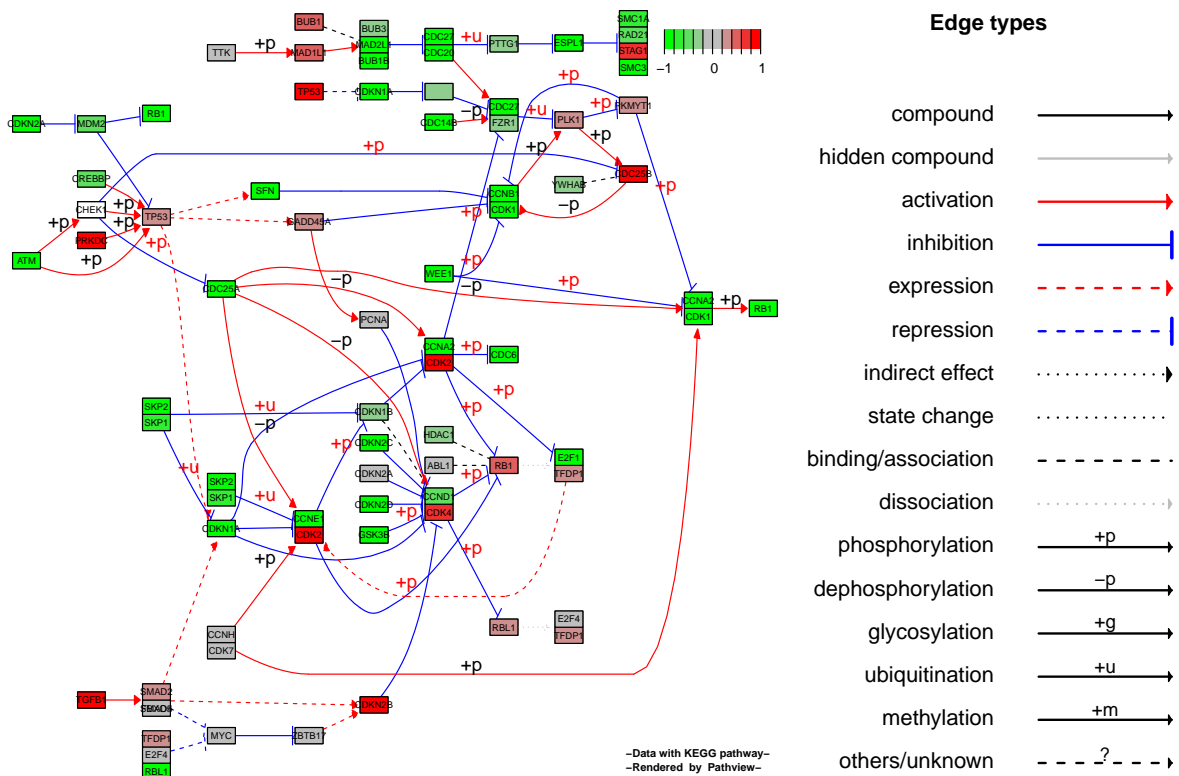 Edge types
BUB1
BUB3
SMC1A
TTK
+p
MAD1L1
MAD2L1
BUB1B
CDC27
CDC20
+u
PTTG1
ESPL1
RAD21
STAG1
SMC3
−1
0
1
TP53
CDKN1A
CDC27
FZR1
CDC14B
−p
+u
PLK1
+p
PKMYT1
+p
RB1
CDKN2A
MDM2
+p
+p
+p
CREBBP
CHEK1
+p
TP53
+p
+p
PRKDC
+p
+p
ATM
SFN
GADD45A
CCNB1
CDK1
+p
YWHAB
CDC25B
−p
+p
WEE1
+p
−p
CDC25A
−p
−p
PCNA
CCNA2
CDK1
+p
RB1
CCNA2
CDK2
+p
CDC6
SKP2
SKP1
+u
−p
CDKN1B
+p
+p
+p
CDKN2C
HDAC1
ABL1
RB1
E2F1
TFDP1
CDKN2A
+u
SKP2
SKP1
+u
CDKN2D
CCND1
CDK4
+p
CDKN1A
CCNE1
CDK2
GSK3B
+p
+p
+p
+p
CCNH
CDK7
RBL1
E2F4
TFDP1
+p
TGFB1
SMAD2
CDKN2B
MYC
ZBTB17
TFDP1
E2F4
RBL1
−Data with KEGG pathway−
−Rendered by Pathview−
compound
hidden compound
activation
inhibition
expression
repression
indirect effect
state change
binding/association
dissociation
phosphorylation
+p
dephosphorylation
−p
glycosylation
+g
ubiquitination
+u
methylation
+m
others/unknown
?